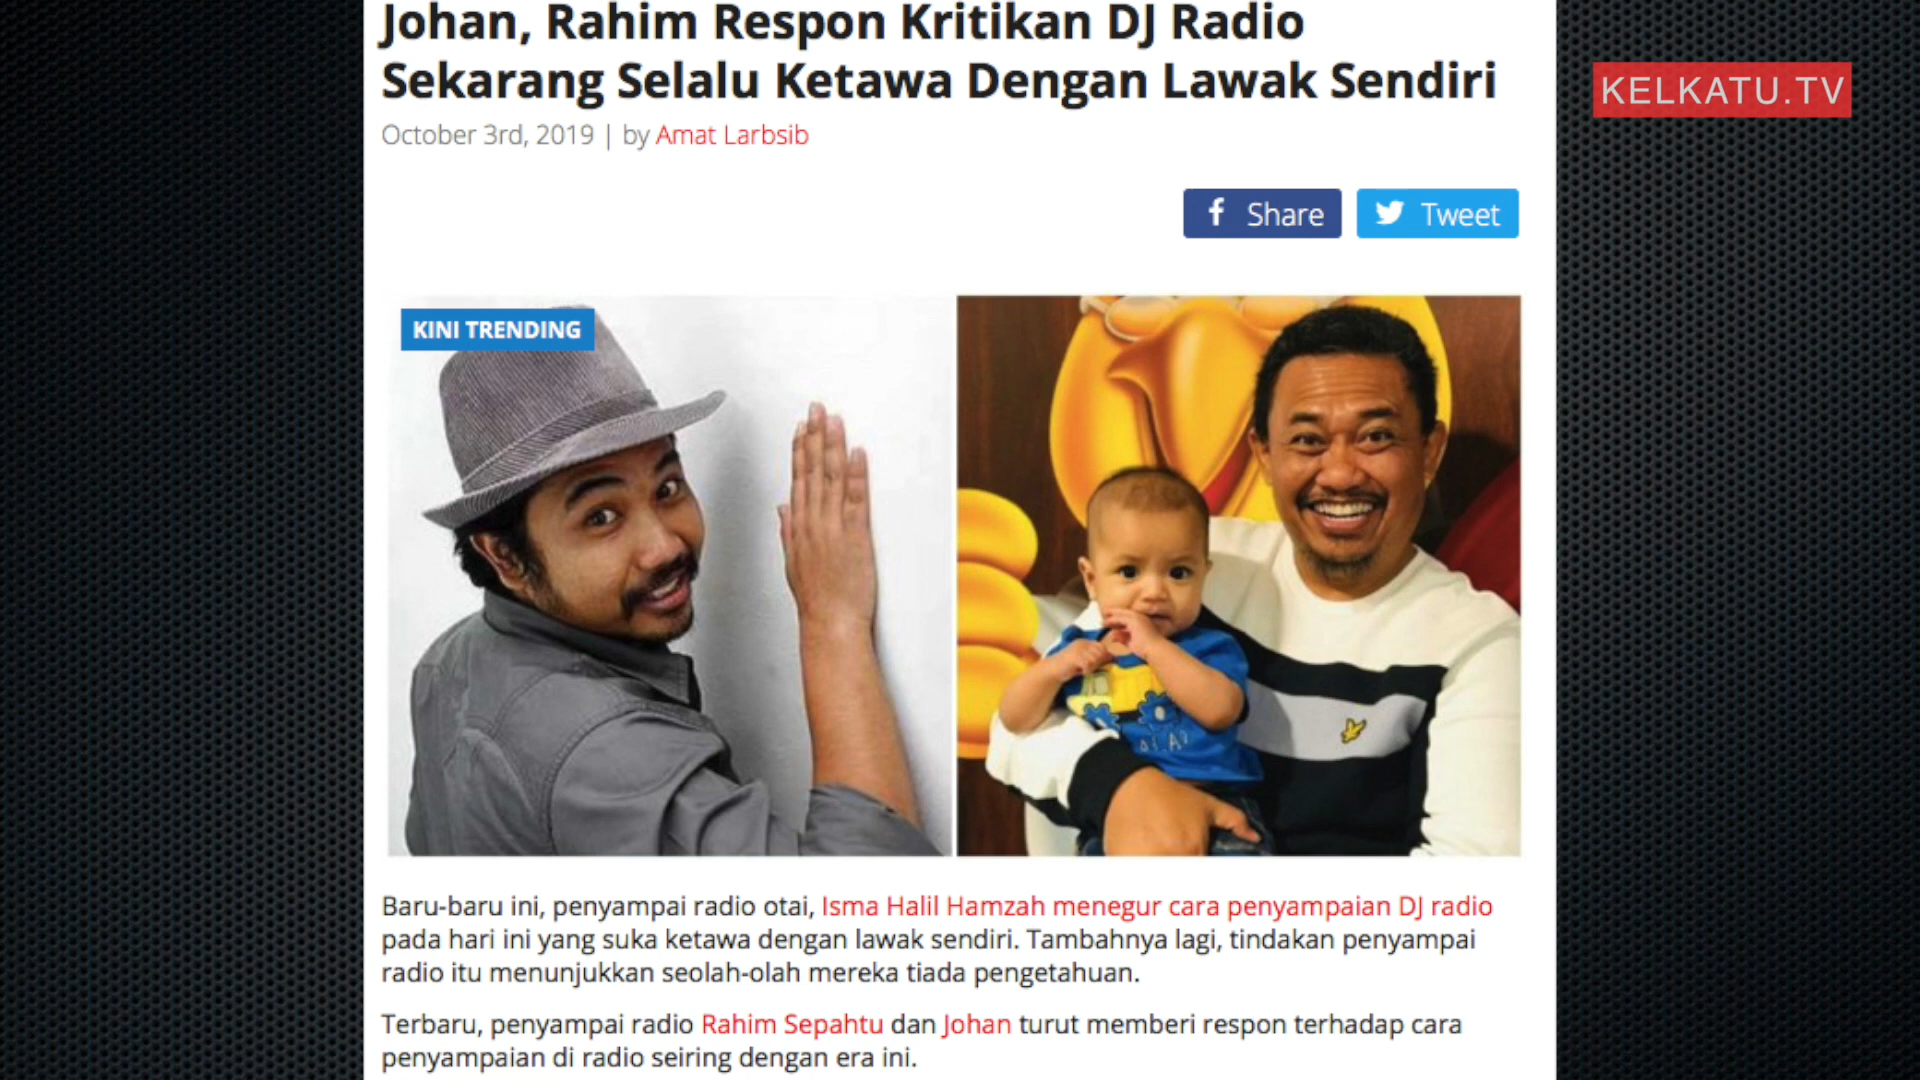 Johan, Rahim Respon Kritikan DJ Radio
Sekarang Selalu Ketawa Dengan Lawak Sendiri
KELKATU.TV
October 3rd, 2019 | by Amat Larbsib
Share
Tweet
KINI TRENDING
Baru-baru ini, penyampai radio otai, Isma Halil Hamzah menegur cara penyampaian DJ radio
pada hari ini yang suka ketawa dengan lawak sendiri. Tambahnya lagi, tindakan penyampai
radio itu menunjukkan seolah-olah mereka tiada pengetahuan.
Terbaru, penyampai radio Rahim Sepahtu dan Johan turut memberi respon terhadap cara
penyampaian di radio seiring dengan era ini.